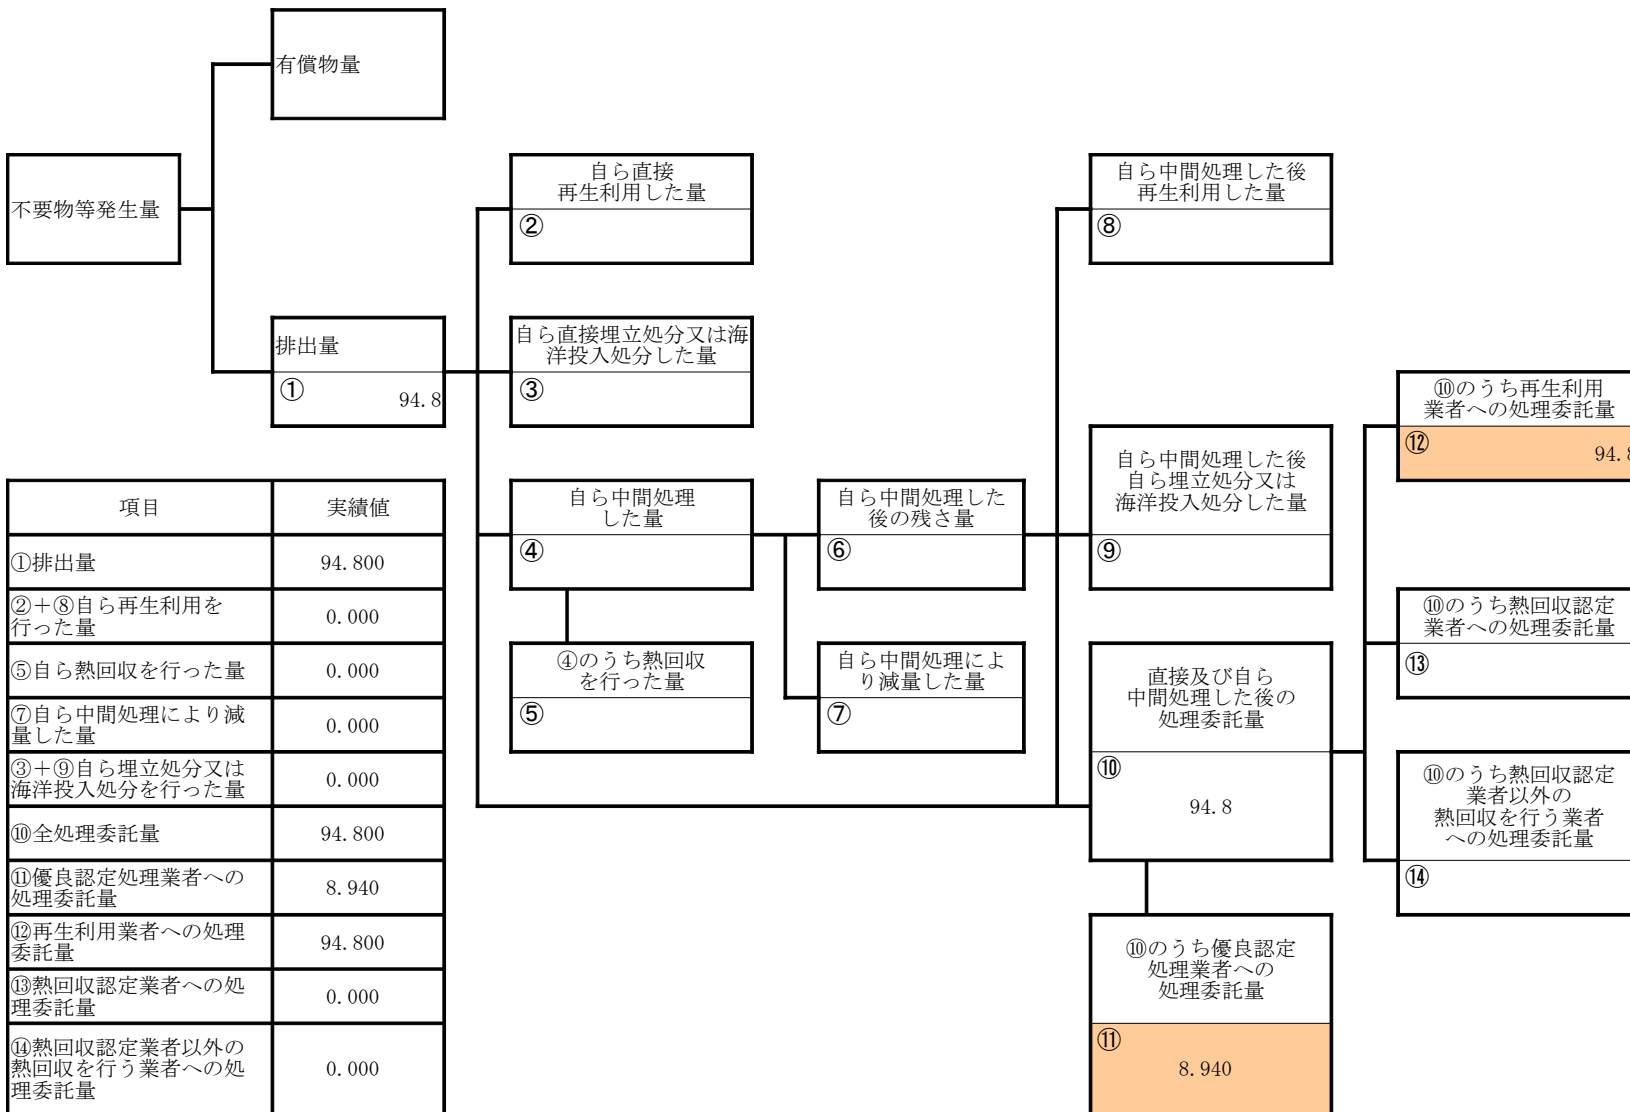 有償物量
不要物等発生量
自ら直接
再生利用した量
②
自ら中間処理した後
再生利用した量
⑧
排出量
①
94.8
自ら直接埋立処分又は海
洋投入処分した量
③
⑩のうち再生利用
業者への処理委託量
⑫
94.8
自ら中間処理
した量
④
自ら中間処理した
後の残さ量
⑥
自ら中間処理した後
自ら埋立処分又は
海洋投入処分した量
⑨
④のうち熱回収
を行った量
⑤
自ら中間処理によ
り減量した量
⑦
⑩のうち熱回収認定
業者への処理委託量
⑬
直接及び自ら
中間処理した後の
処理委託量
⑩
94.8
⑩のうち熱回収認定
業者以外の
熱回収を行う業者
への処理委託量
⑭
⑩のうち優良認定
処理業者への
処理委託量
⑪
8.940
項目
実績値
①排出量
94.800
②＋⑧自ら再生利用を
行った量
0.000
⑤自ら熱回収を行った量
0.000
⑦自ら中間処理により減
量した量
0.000
③＋⑨自ら埋立処分又は
海洋投入処分を行った量
0.000
⑩全処理委託量
94.800
⑪優良認定処理業者への
処理委託量
8.940
⑫再生利用業者への処理
委託量
94.800
⑬熱回収認定業者への処
理委託量
0.000
⑭熱回収認定業者以外の
熱回収を行う業者への処
理委託量
0.000